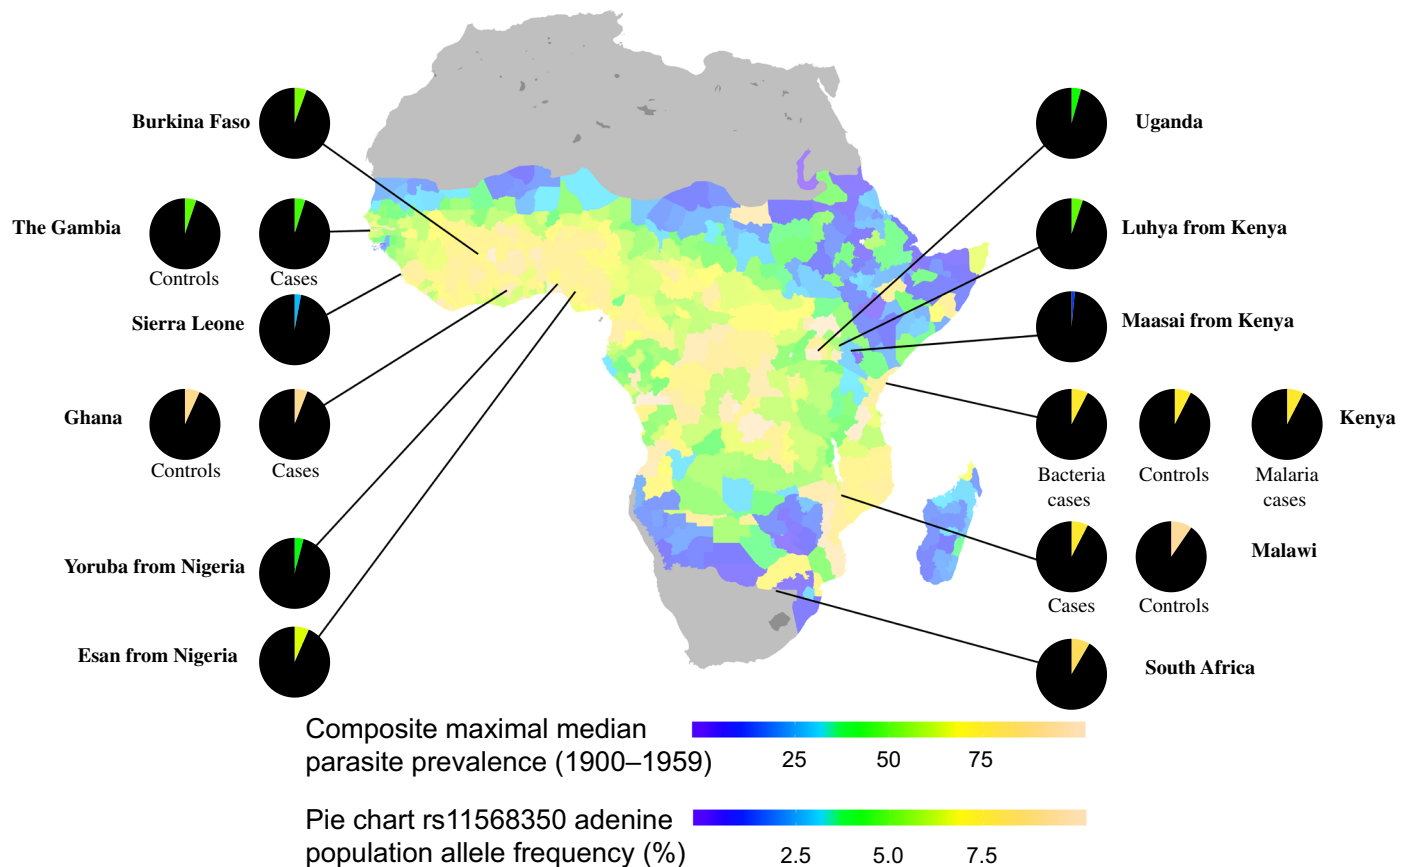 Burkina Faso
Uganda
The Gambia
Controls
Cases
Luhya from Kenya
Sierra Leone
Maasai from Kenya
Ghana
Controls
Cases
Kenya
Bacteria
cases
Controls
Malaria
cases
Yoruba from Nigeria
Malawi
Cases
Controls
Esan from Nigeria
South Africa
Composite maximal median
parasite prevalence (1900–1959)
25 50 75
Pie chart rs11568350 adenine
population allele frequency (%)
2.5 5.0 7.5